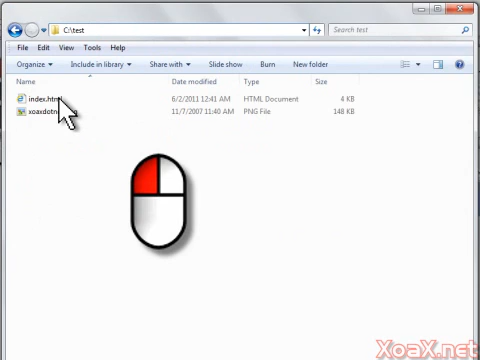 C:\test
Search test
File Edit View Tools Help
Organize Include in library Share with Slide show Burn New folder
Name Date modified Type Size
index.html 6/2/2011 12:41 AM HTML Document 4 KB
11/7/2007 11:40 AM PNG File 148 KB
XoaX.net